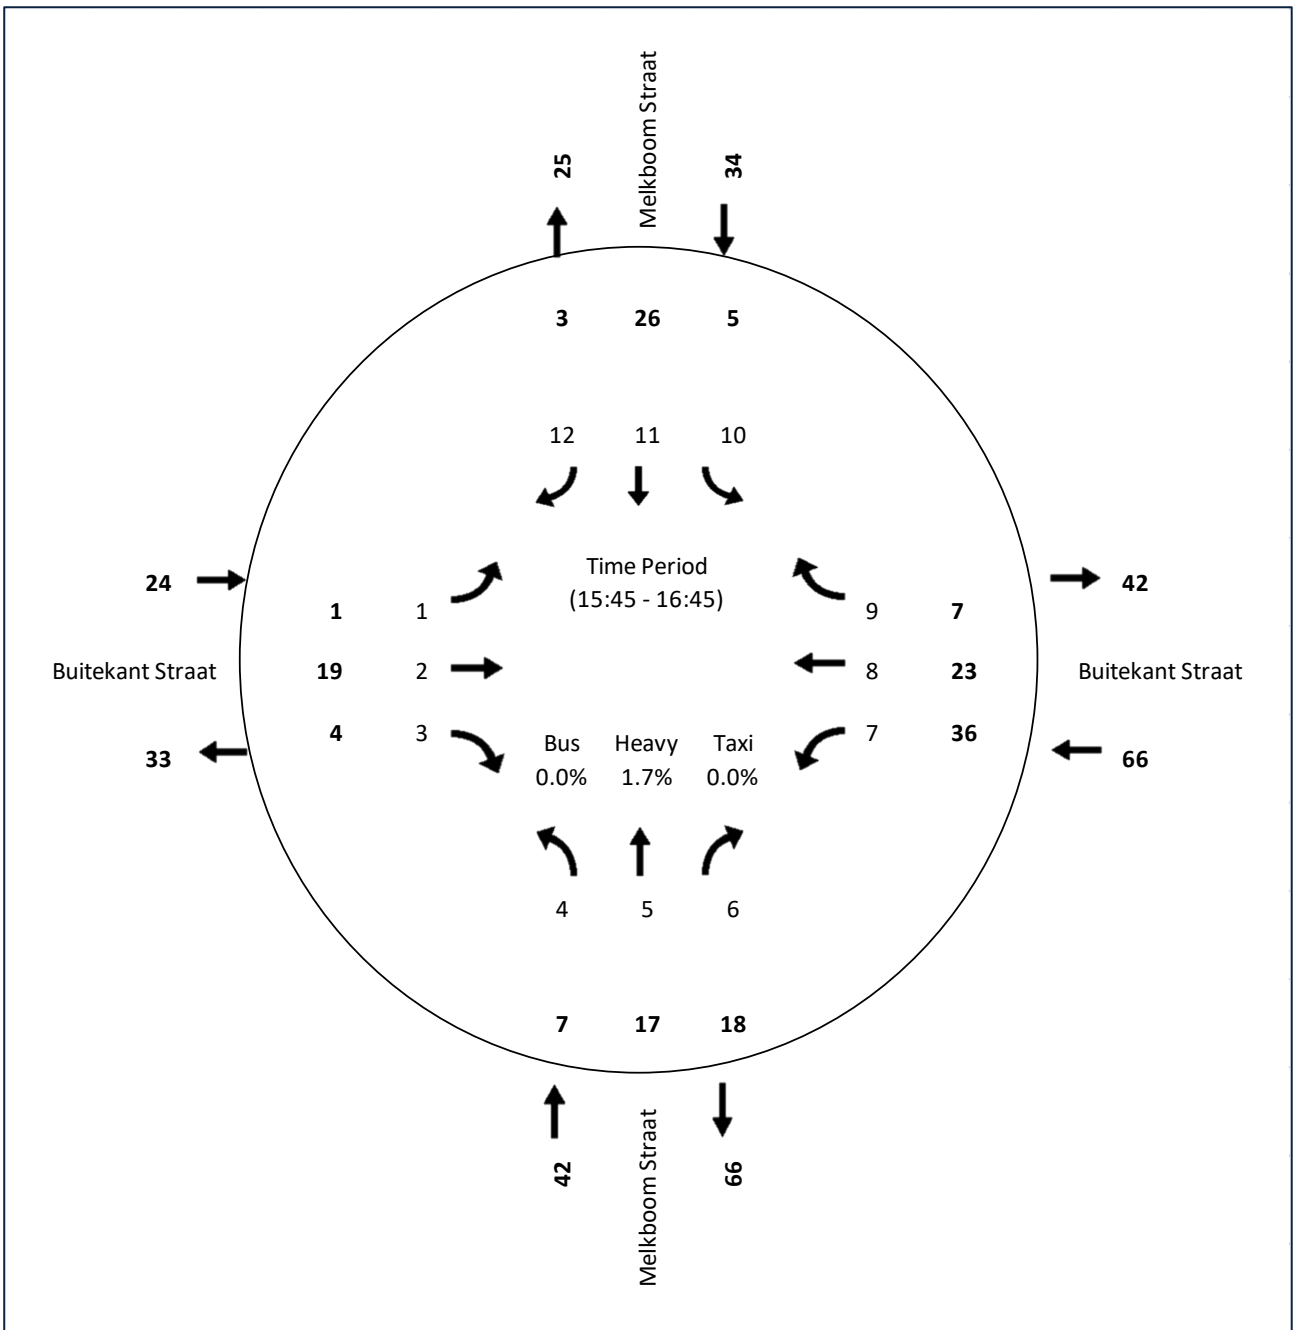 Melkboom Straat
25
34
3 26 5
12 11 10
Time Period
(15:45 - 16:45)
24
42
1 1
9 7
Buitekant Straat
19 2
8 23
Buitekant Straat
4 3
7 36
33
66
Bus Heavy Taxi
0.0% 1.7% 0.0%
4 5 6
7 17 18
42
66
Melkboom Straat